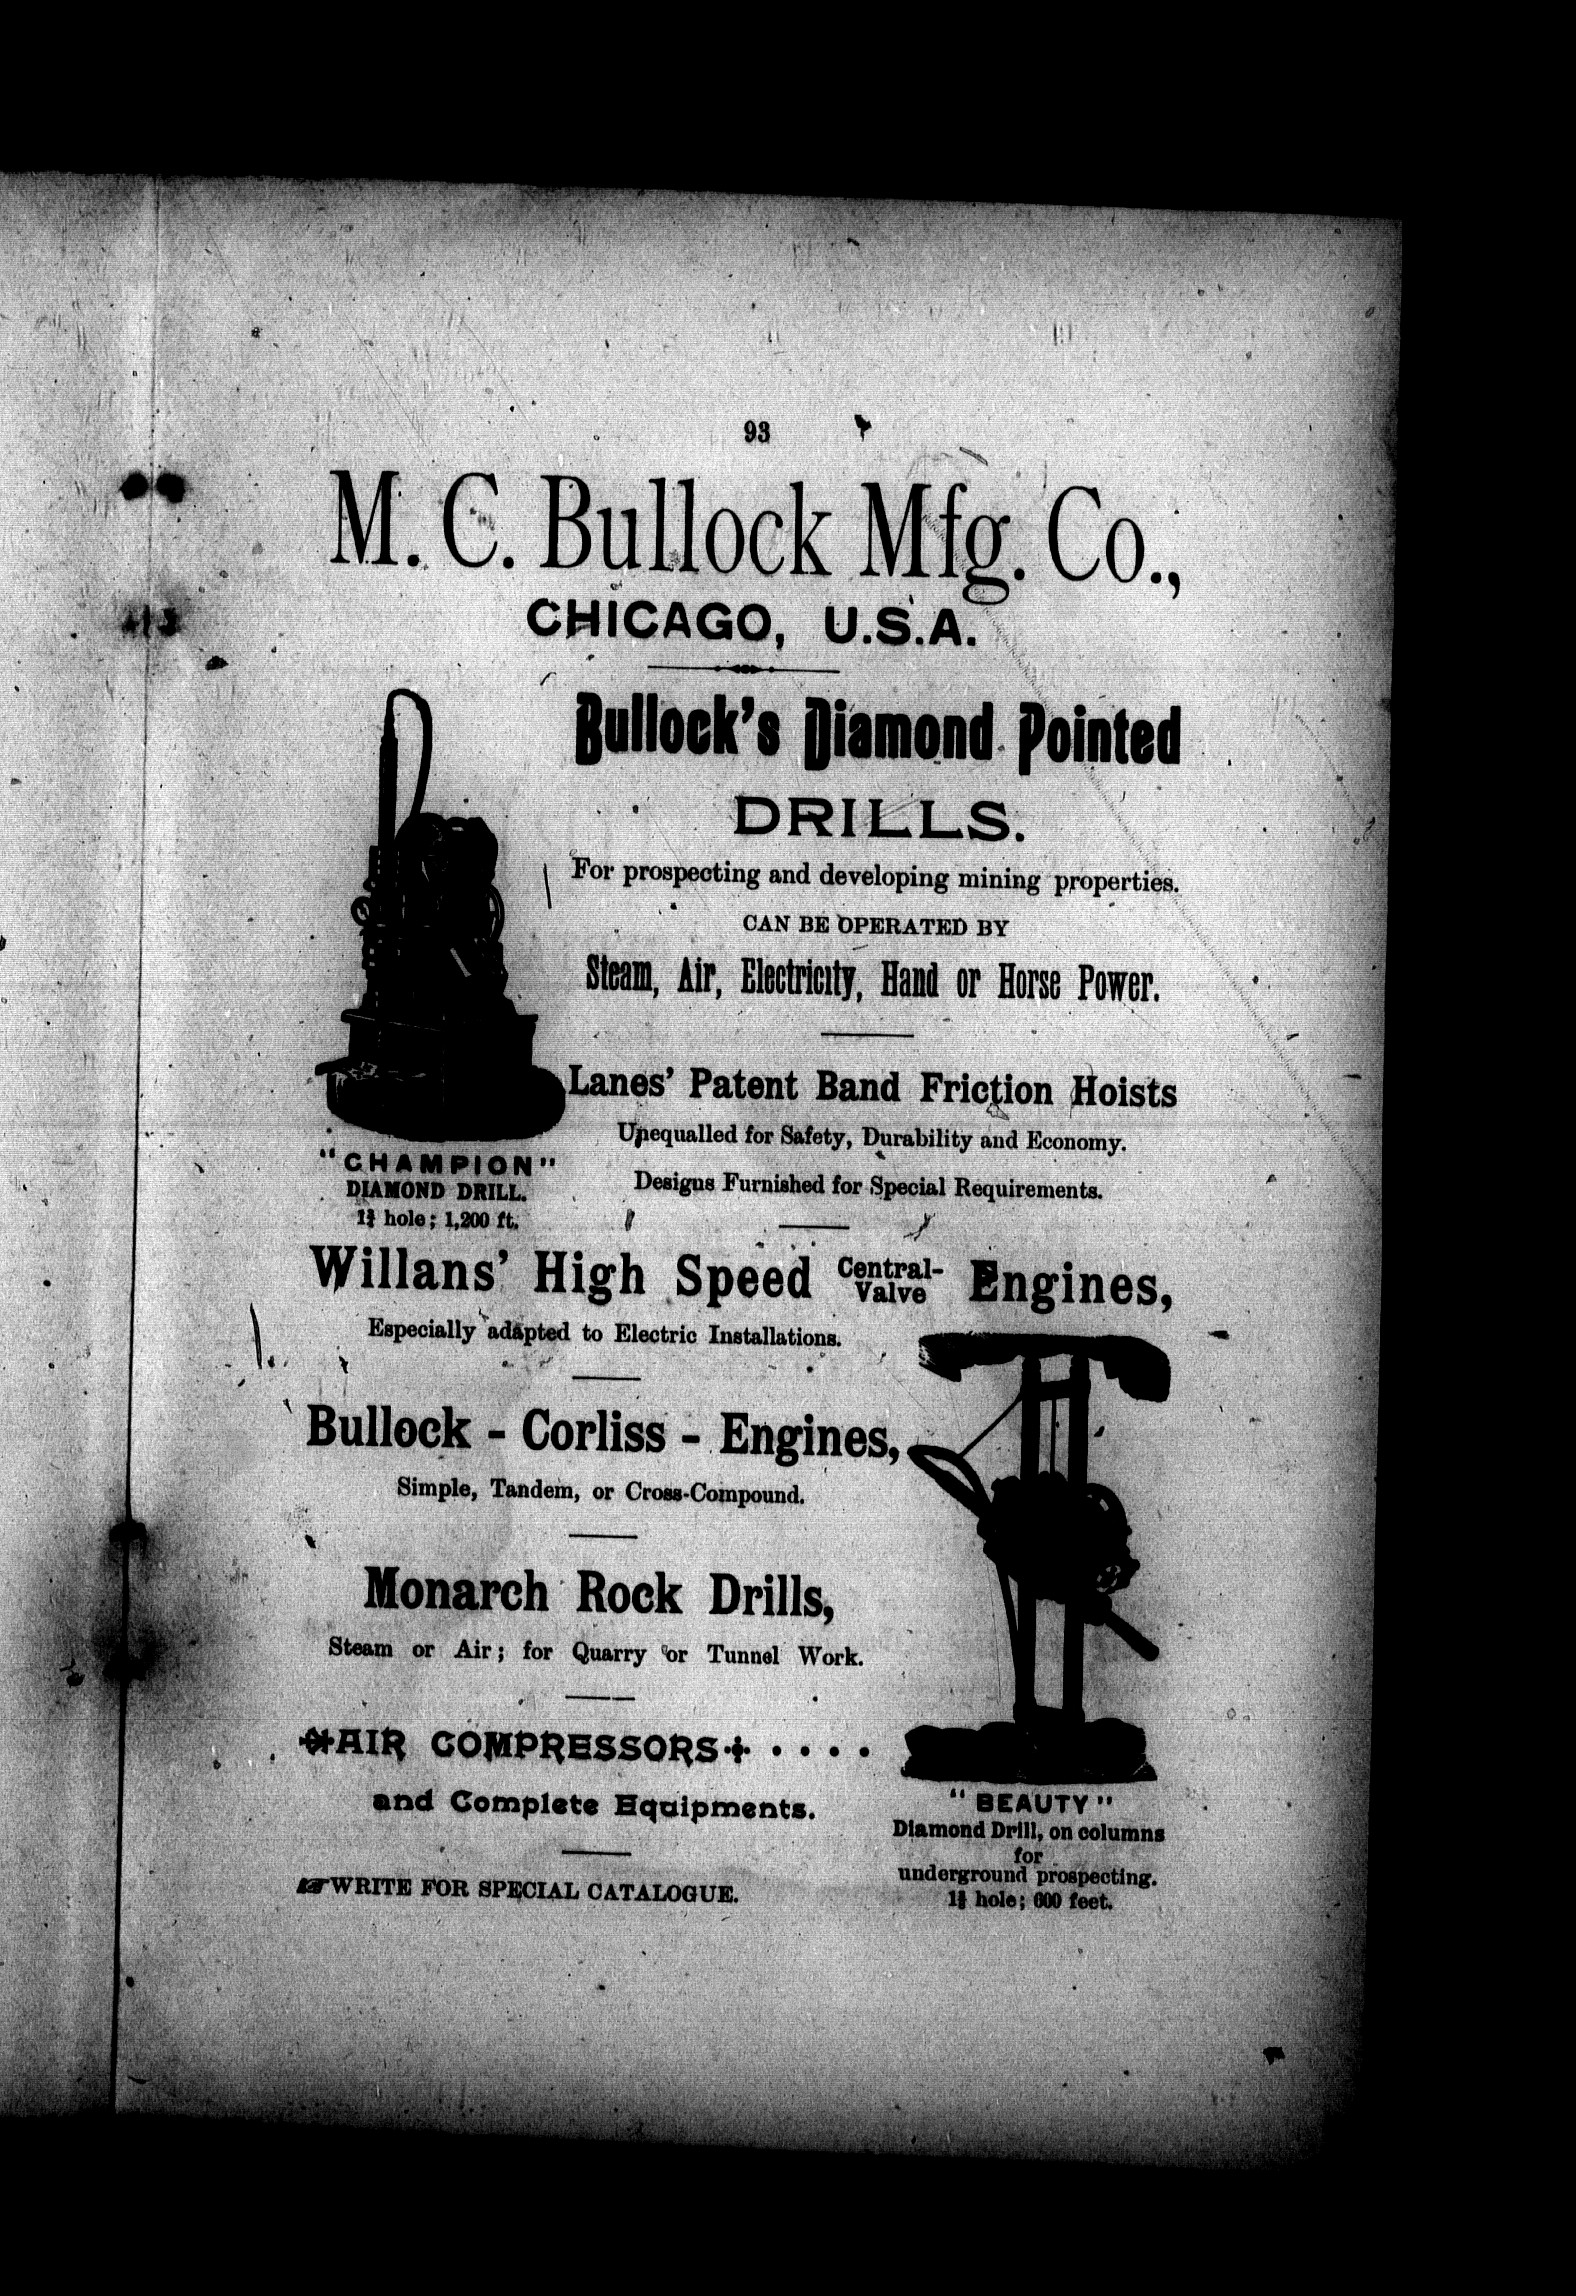 93
M. C. Bullock Mfg. Co.,
CHICAGO, U.S.A.
Bullock's Diamond Pointed
DRILLS.
For prospecting and developing mining properties.
CAN BE OPERATED BY
Steam, Air, Electricity, Hand or Horse Power.
Lanes' Patent Band Friction Hoists
Unequalled for Safety, Durability and Economy.
Designs Furnished for Special Requirements.
"CHAMPION"
DIAMOND DRILL.
hole; 1,200 ft.
Willans' High Speed Central-Valve Engines,
Especially adapted to Electric Installations.
Bullock - Corliss - Engines,
Simple, Tandem, or Cross-Compound.
Monarch Rock Drills,
Steam or Air; for Quarry or Tunnel Work.
AIR COMPRESSORS . . . .
and Complete Equipments.
☞WRITE FOR SPECIAL CATALOGUE.
"BEAUTY"
Diamond Drill, on columns
for
underground prospecting.
hole; 600 feet.